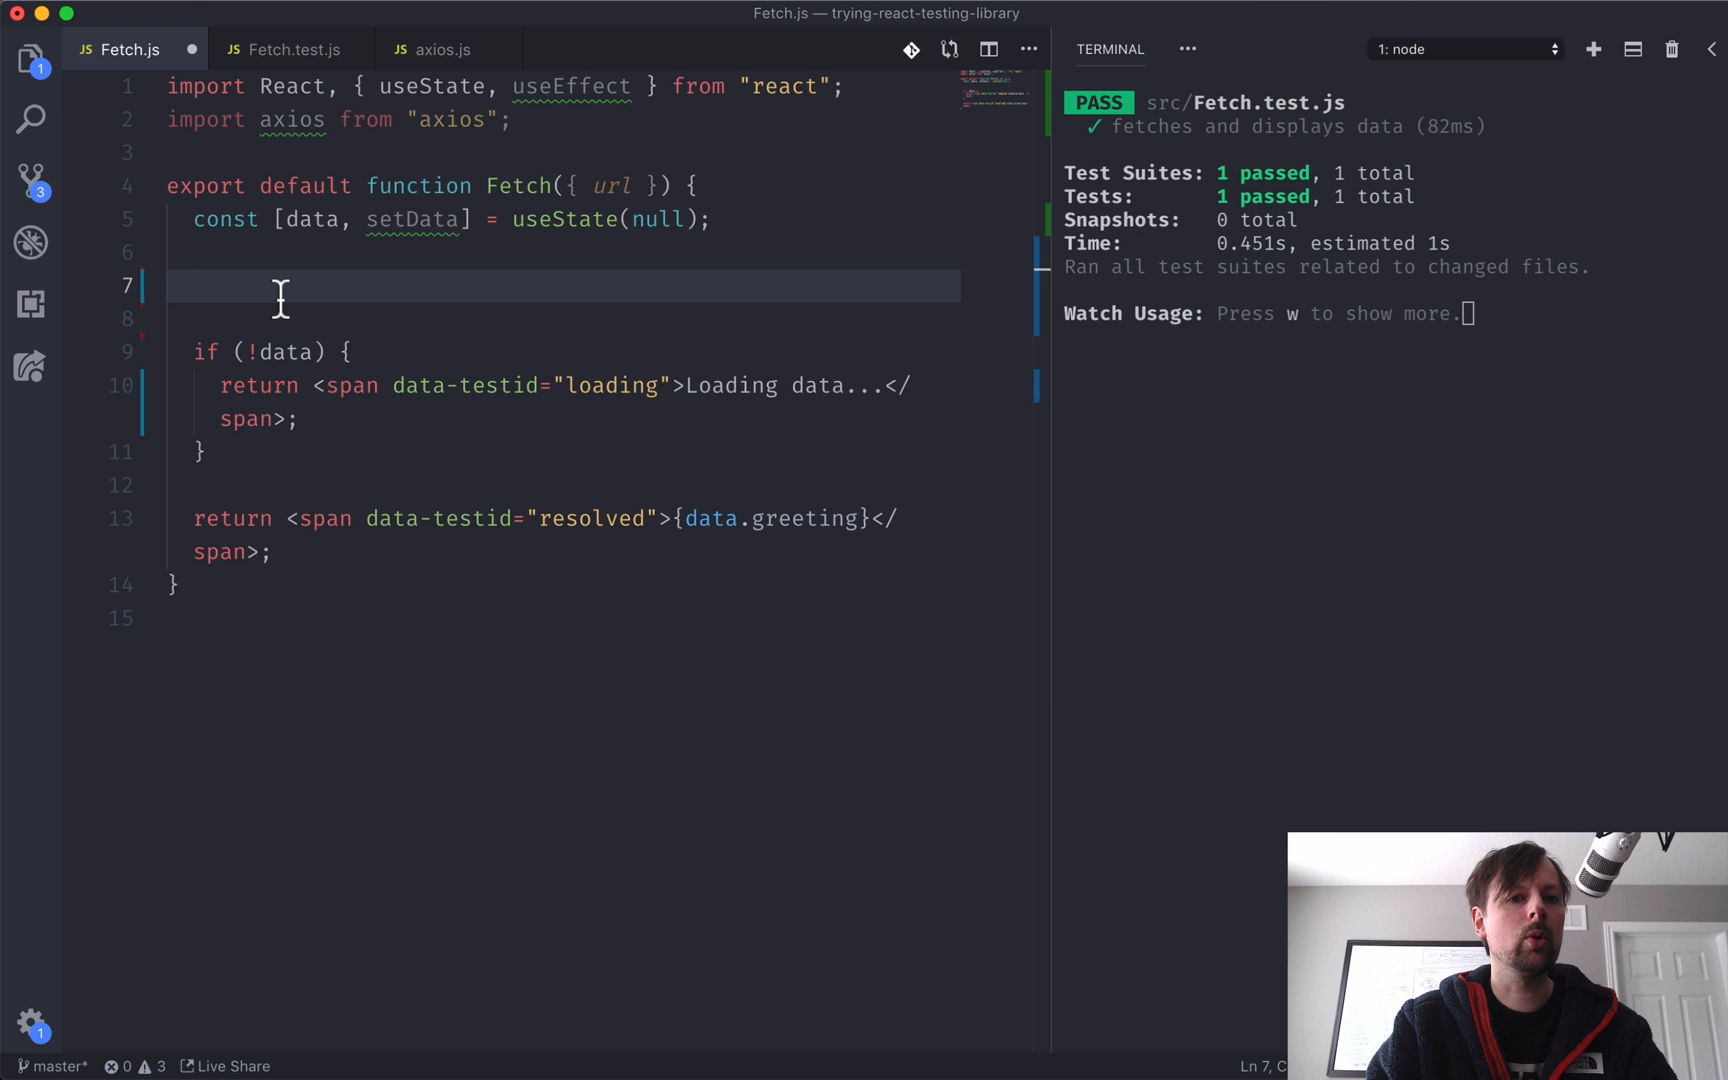 Fetch.js — trying-react-testing-library
JS Fetch.js
JS Fetch.test.js
JS axios.js
1 import React, { useState, useEffect } from "react";
2 import axios from "axios";
3
4 export default function Fetch({ url }) {
5 const [data, setData] = useState(null);
6
7
8
9 if (!data) {
10 return <span data-testid="loading">Loading data...</
span>;
11 }
12
13 return <span data-testid="resolved">{data.greeting}</
span>;
14 }
15
TERMINAL
1: node
PASS src/Fetch.test.js
✓ fetches and displays data (82ms)
Test Suites: 1 passed, 1 total
Tests: 1 passed, 1 total
Snapshots: 0 total
Time: 0.451s, estimated 1s
Ran all test suites related to changed files.
Watch Usage: Press w to show more.
1
3
1
master* 0 3 Live Share
Ln 7, C